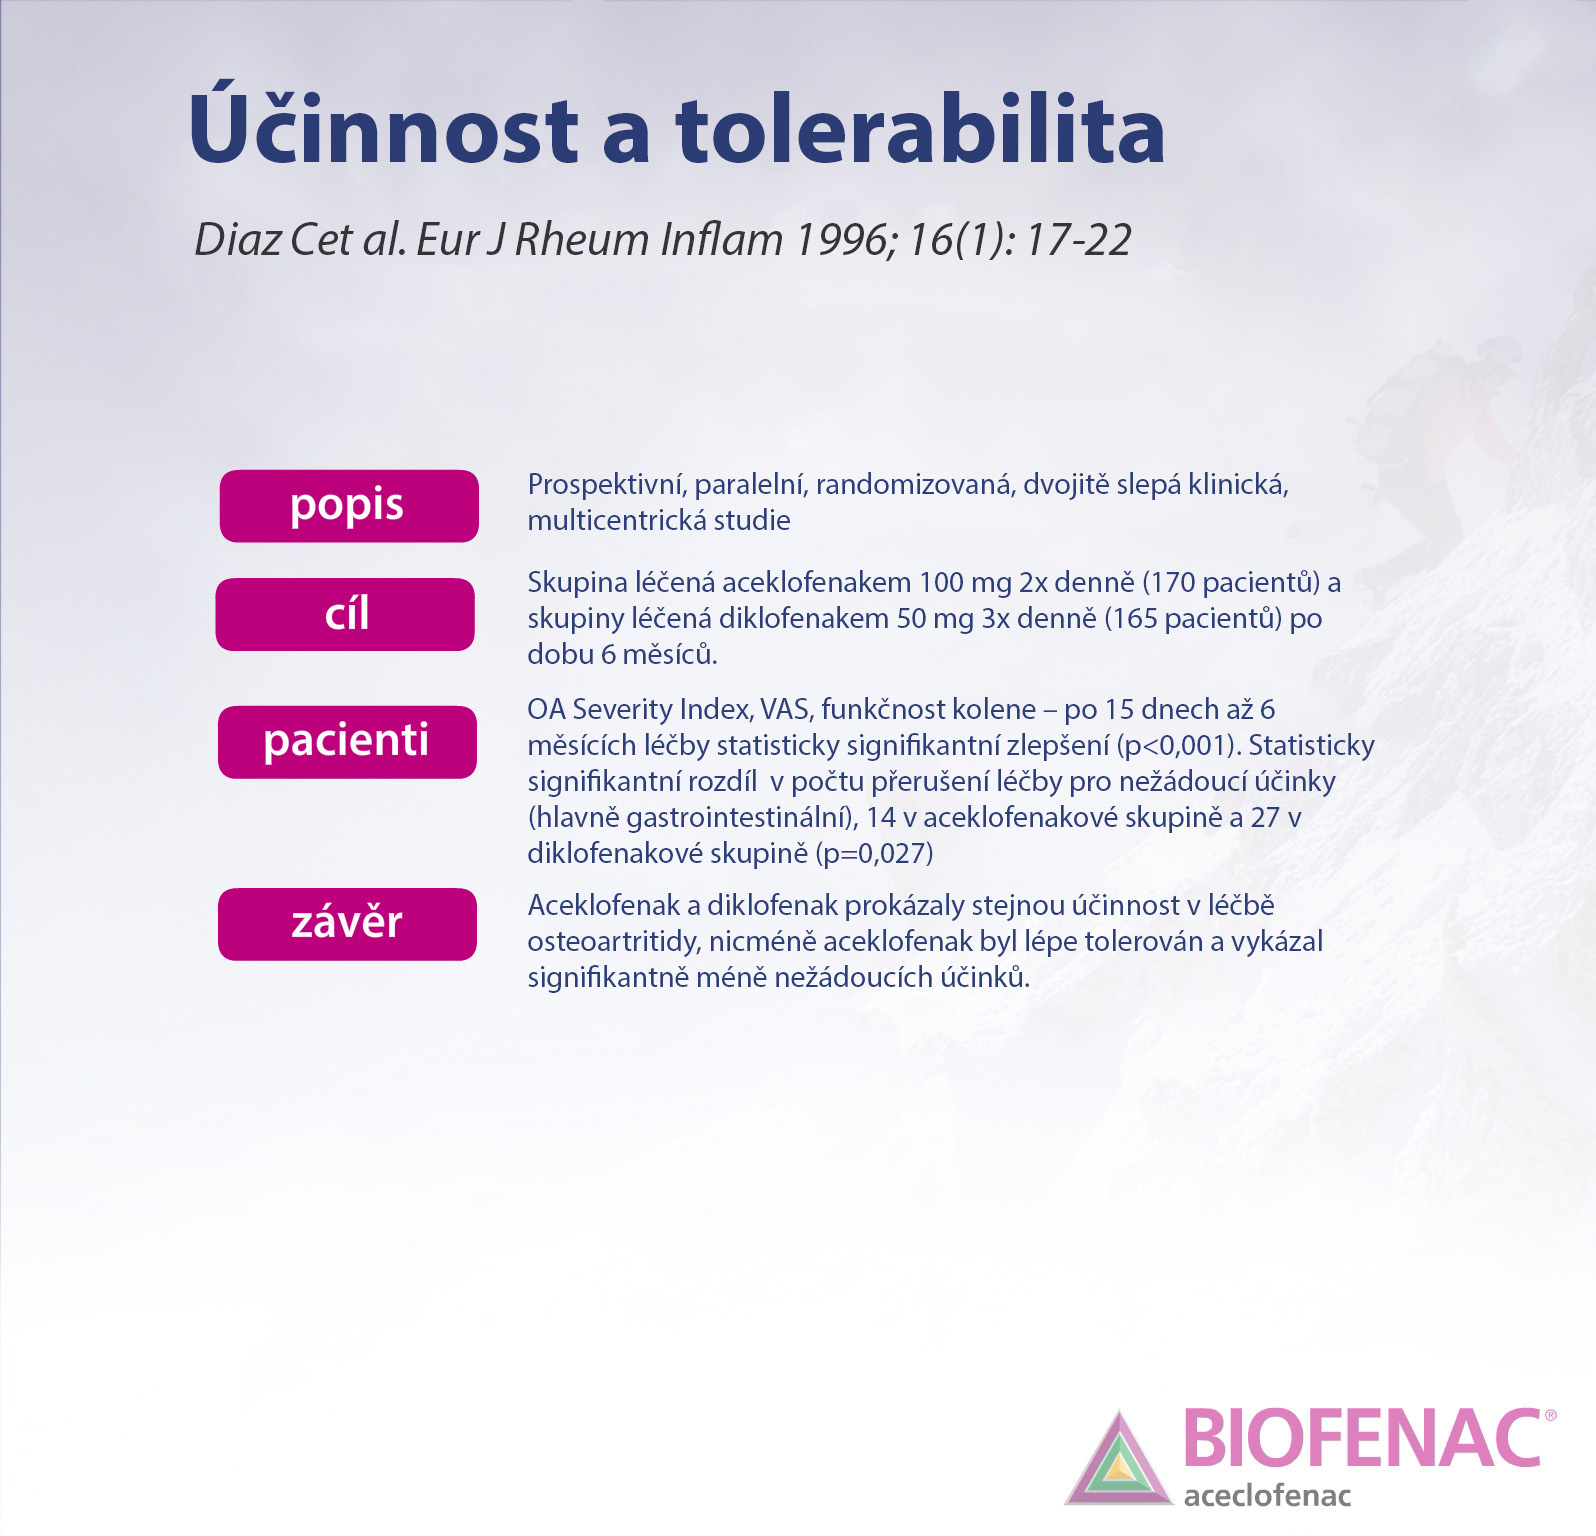 Účinnost a tolerabilita
Diaz Cet al. Eur J Rheum Inflam 1996; 16(1): 17-22
popis
Prospektivní, paralelní, randomizovaná, dvojitě slepá klinická,
multicentrická studie
cíl
Skupina léčená aceklofenakem 100 mg 2x denně (170 pacientů) a
skupiny léčená diklofenakem 50 mg 3x denně (165 pacientů) po
dobu 6 měsíců.
pacienti
OA Severity Index, VAS, funkčnost kolene – po 15 dnech až 6
měsících léčby statisticky signifikantní zlepšení (p<0,001). Statisticky
signifikantní rozdíl  v počtu přerušení léčby pro nežádoucí účinky
(hlavně gastrointestinální), 14 v aceklofenakové skupině a 27 v
diklofenakové skupině (p=0,027)
závěr
Aceklofenak a diklofenak prokázaly stejnou účinnost v léčbě
osteoartritidy, nicméně aceklofenak byl lépe tolerován a vykázal
signifikantně méně nežádoucích účinků.
BIOFENAC®
aceclofenac